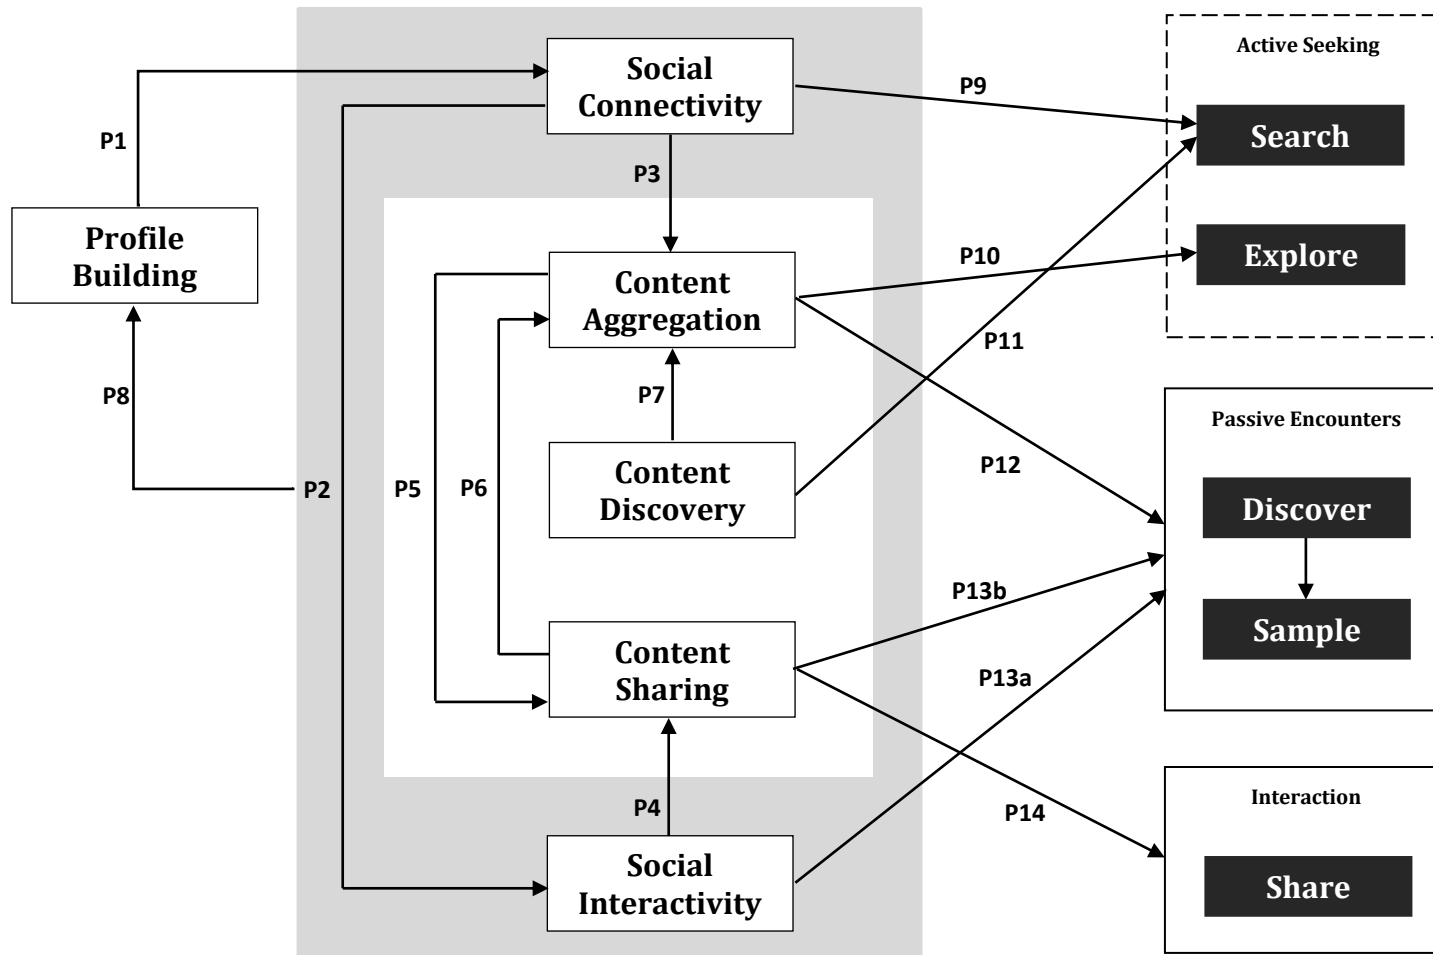 Social
Connectivity
P1
P3
Profile
Building
P8
P2
Content
Aggregation
P5
P6
P7
Content
Discovery
Content
Sharing
P4
Social
Interactivity
P9
P10
P11
P12
P13b
P13a
P14
Active Seeking
Search
Explore
Passive Encounters
Discover
Sample
Interaction
Share